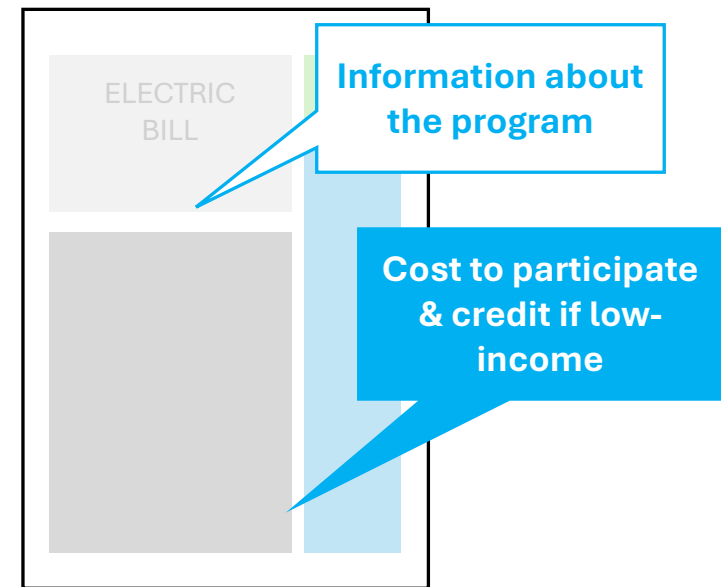 ELECTRIC
BILL
Information about
the program
Cost to participate
& credit if low-
income